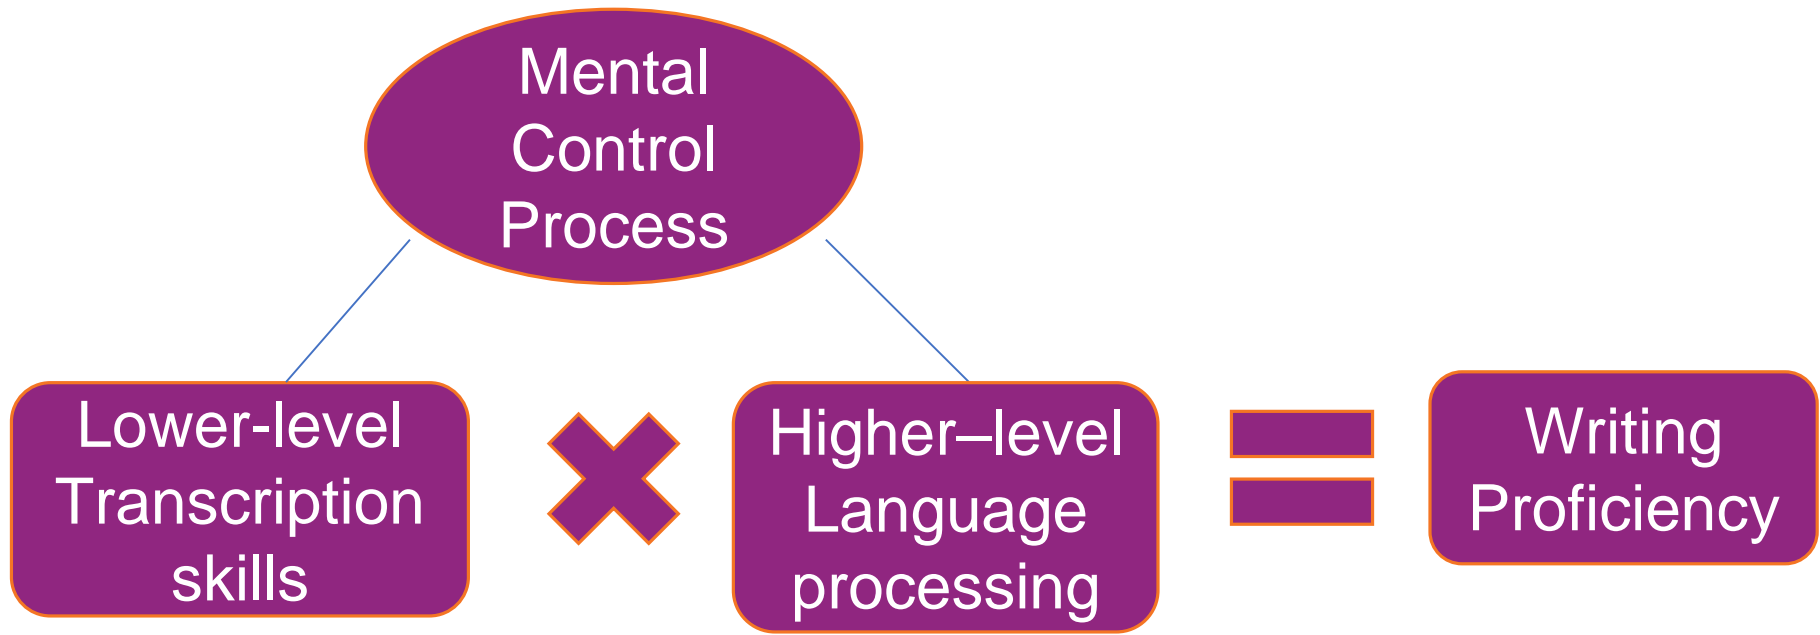 Mental
Control
Process
Lower-level
Transcription
skills
Higher–level
Language
processing
Writing
Proficiency